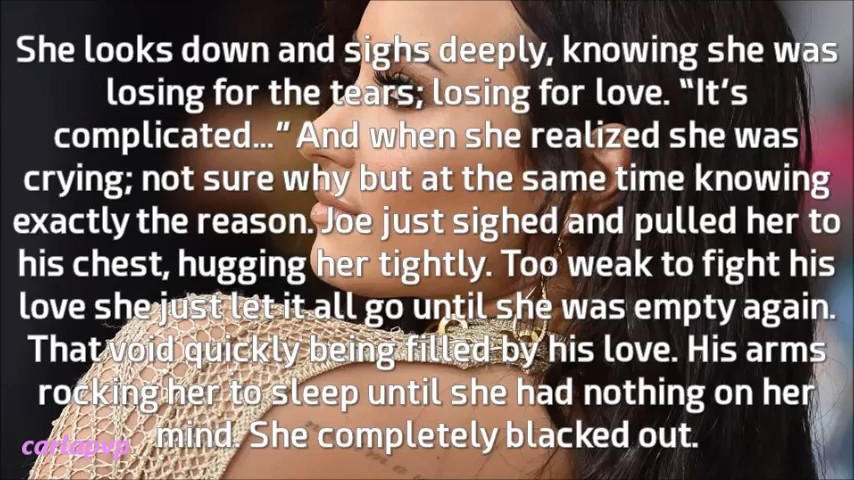 She looks down and sighs deeply, knowing she was
losing for the tears; losing for love. “It’s
complicated...” And when she realized she was
crying; not sure why but at the same time knowing
exactly the reason. Joe just sighed and pulled her to
his chest, hugging her tightly. Too weak to fight his
love she just let it all go until she was empty again.
That void quickly being filled by his love. His arms
rocking her to sleep until she had nothing on her
mind. She completely blacked out.
carlapvp